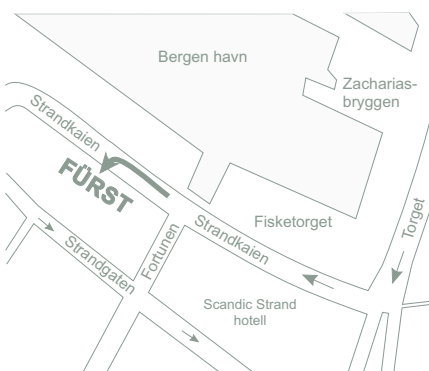 Bergen havn
Zacharias-
bryggen
Strandkaien
FÜRST
Torget
Fisketorget
Strandkaien
Fortunen
Strandgaten
Scandic Strand
hotell